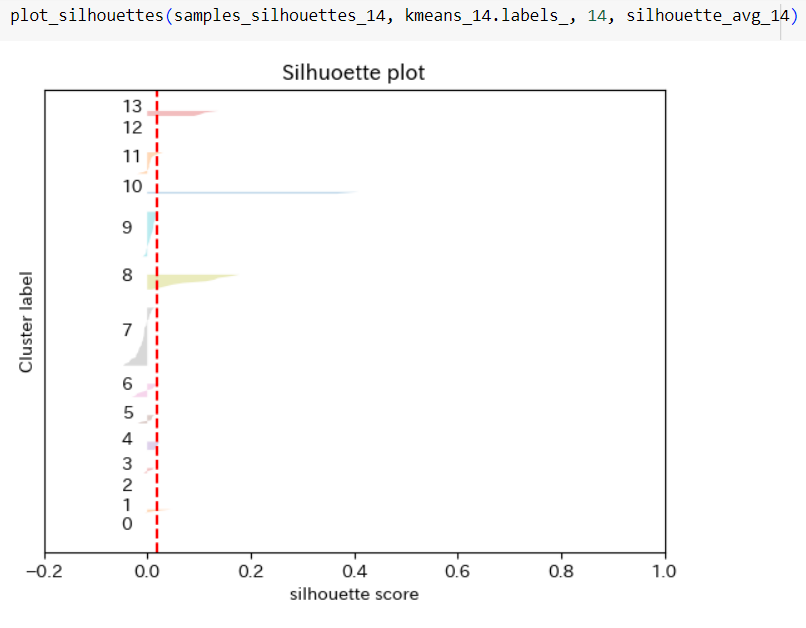 plot_silhouettes(samples_silhouettes_14, kmeans_14.labels_, 14, silhouette_avg_14)
Silhuoette plot
13
12
11
10
9
8
7
6
5
4
3
2
1
0
Cluster label
−0.2 0.0 0.2 0.4 0.6 0.8 1.0
silhouette score